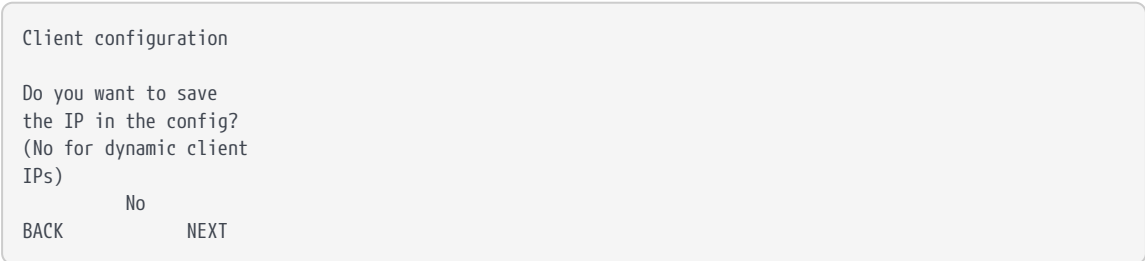 Client configuration
Do you want to save
the IP in the config?
(No for dynamic client
IPs)
No
BACK NEXT